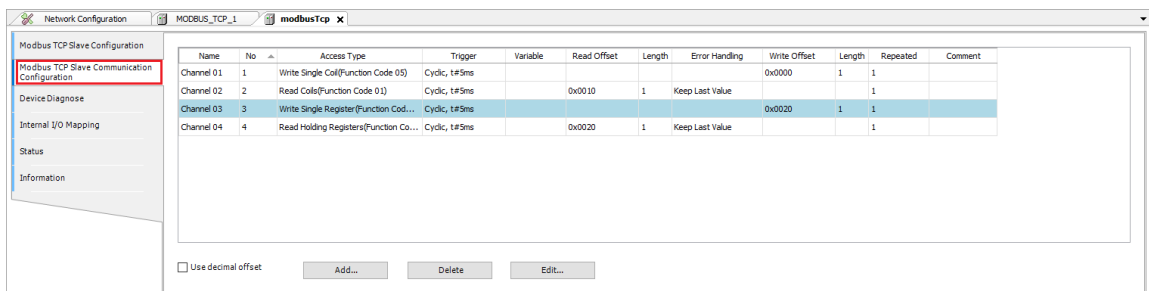 Network Configuration MODBUS_TCP_1 modbusTcp x
Modbus TCP Slave Configuration
Modbus TCP Slave Communication
Configuration
Device Diagnose
Internal I/O Mapping
Status
Information
Name No Access Type Trigger Variable Read Offset Length Error Handling Write Offset Length Repeated Comment
Channel 01 1 Write Single Coil(Function Code 05) Cyclic, t#5ms 0x0000 1 1
Channel 02 2 Read Coils(Function Code 01) Cyclic, t#5ms 0x0010 1 Keep Last Value 1
Channel 03 3 Write Single Register(Function Cod... Cyclic, t#5ms 0x0020 1 1
Channel 04 4 Read Holding Registers(Function Co... Cyclic, t#5ms 0x0020 1 Keep Last Value 1
Use decimal offset Add... Delete Edit...